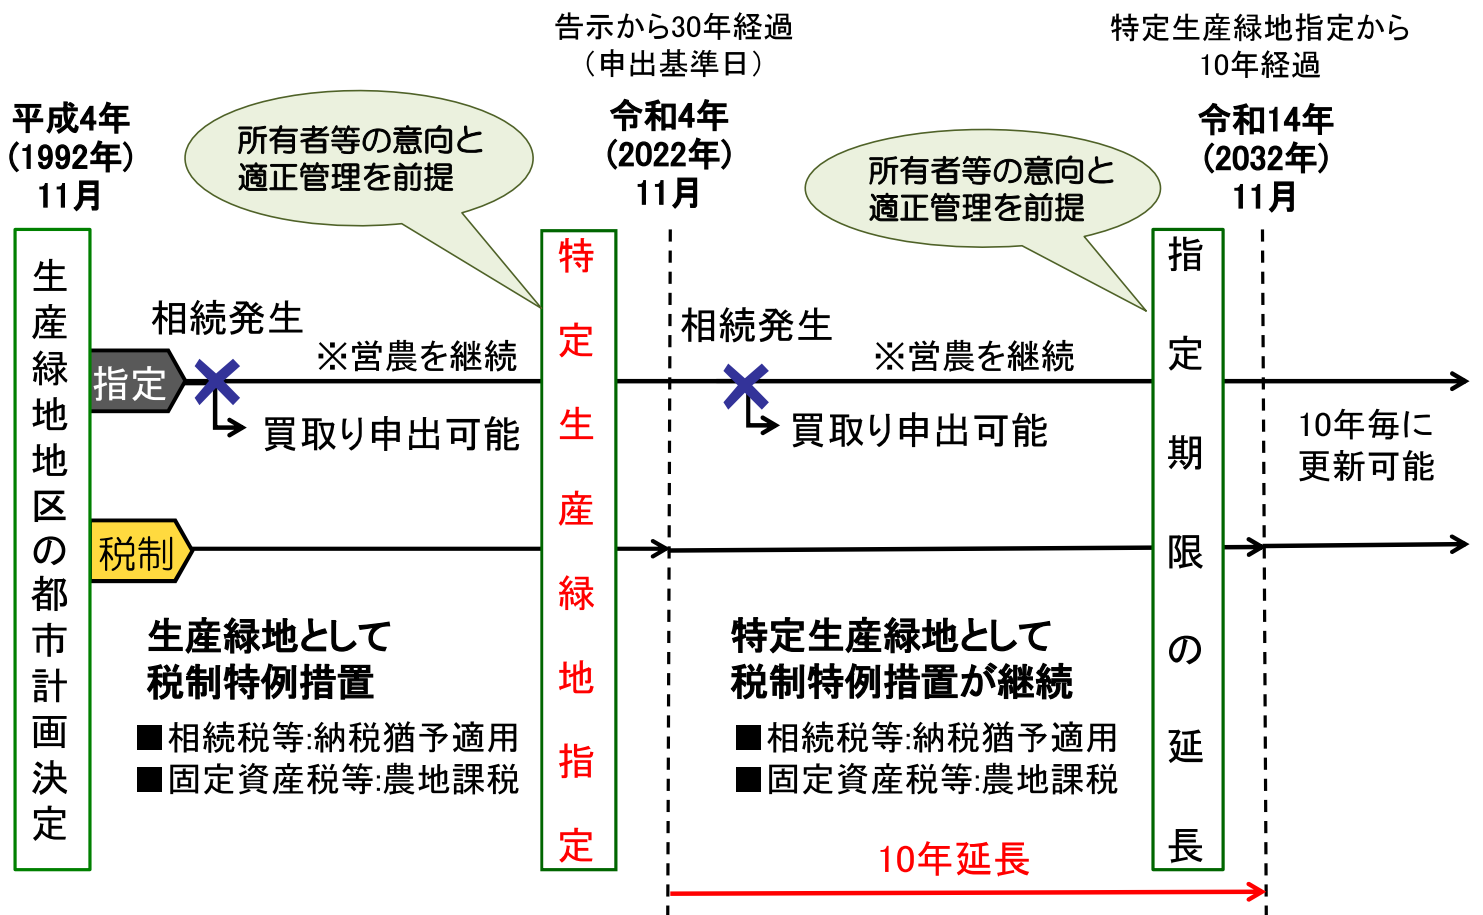 告示から30年経過
（申出基準日）
特定生産緑地指定から
10年経過
平成4年
(1992年)
11月
所有者等の意向と
適正管理を前提
令和4年
(2022年)
11月
所有者等の意向と
適正管理を前提
令和14年
(2032年)
11月
生産緑地地区の都市計画決定
指定
相続発生
※営農を継続
買取り申出可能
税制
生産緑地として
税制特例措置
■相続税等:納税猶予適用
■固定資産税等:農地課税
特定生産緑地指定
相続発生
※営農を継続
買取り申出可能
特定生産緑地として
税制特例措置が継続
■相続税等:納税猶予適用
■固定資産税等:農地課税
10年延長
指定期限の延長
10年毎に
更新可能